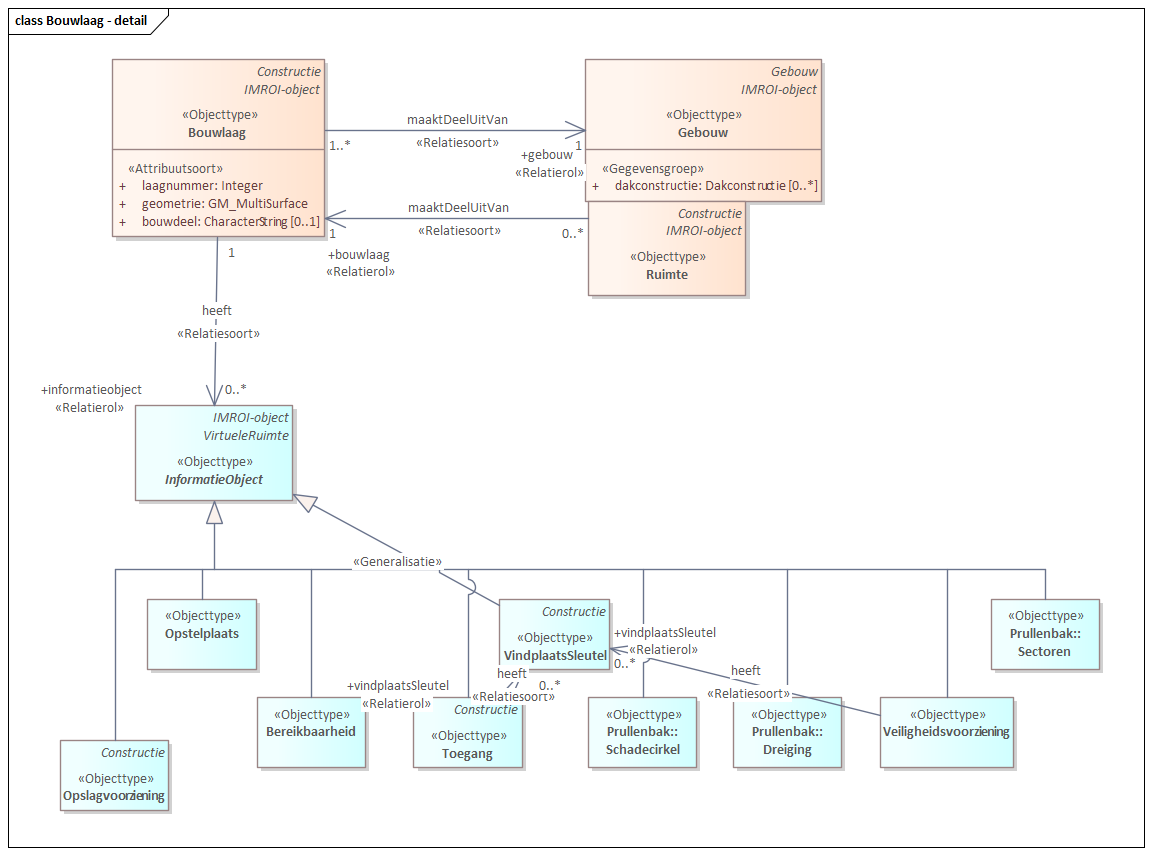 class Bouwlaag - detail
Constructie
IMROI-object
«Objecttype»
Bouwlaag
«Attribuutsoort»
+ laagnummer: Integer
+ geometrie: GM_MultiSurface
+ bouwdeel: CharacterString [0..1]
maaktDeelUitVan
«Relatiesoort»
1..*
1
+gebouw
«Relatierol»
Gebouw
IMROI-object
«Objecttype»
Gebouw
«Gegevensgroep»
+ dakconstructie: Dakconstructie [0..*]
maaktDeelUitVan
«Relatiesoort»
1
0..*
+bouwlaag
«Relatierol»
Constructie
IMROI-object
«Objecttype»
Ruimte
1
heeft
«Relatiesoort»
+informatieobject
«Relatierol»
0..*
IMROI-object
VirtueleRuimte
«Objecttype»
InformatieObject
«Generalisatie»
«Objecttype»
Opstelplaats
Constructie
«Objecttype»
VindplaatsSleutel
+vindplaatsSleutel
«Relatierol»
0..*
heeft
«Relatiesoort»
«Objecttype»
Prullenbak::
Sectoren
heeft
«Relatiesoort»
0..*
+vindplaatsSleutel
«Relatierol»
«Objecttype»
Bereikbaarheid
Constructie
«Objecttype»
Toegang
«Objecttype»
Prullenbak::
Schadecirkel
«Objecttype»
Prullenbak::
Dreiging
«Objecttype»
Veiligheidsvoorziening
Constructie
«Objecttype»
Opslagvoorziening